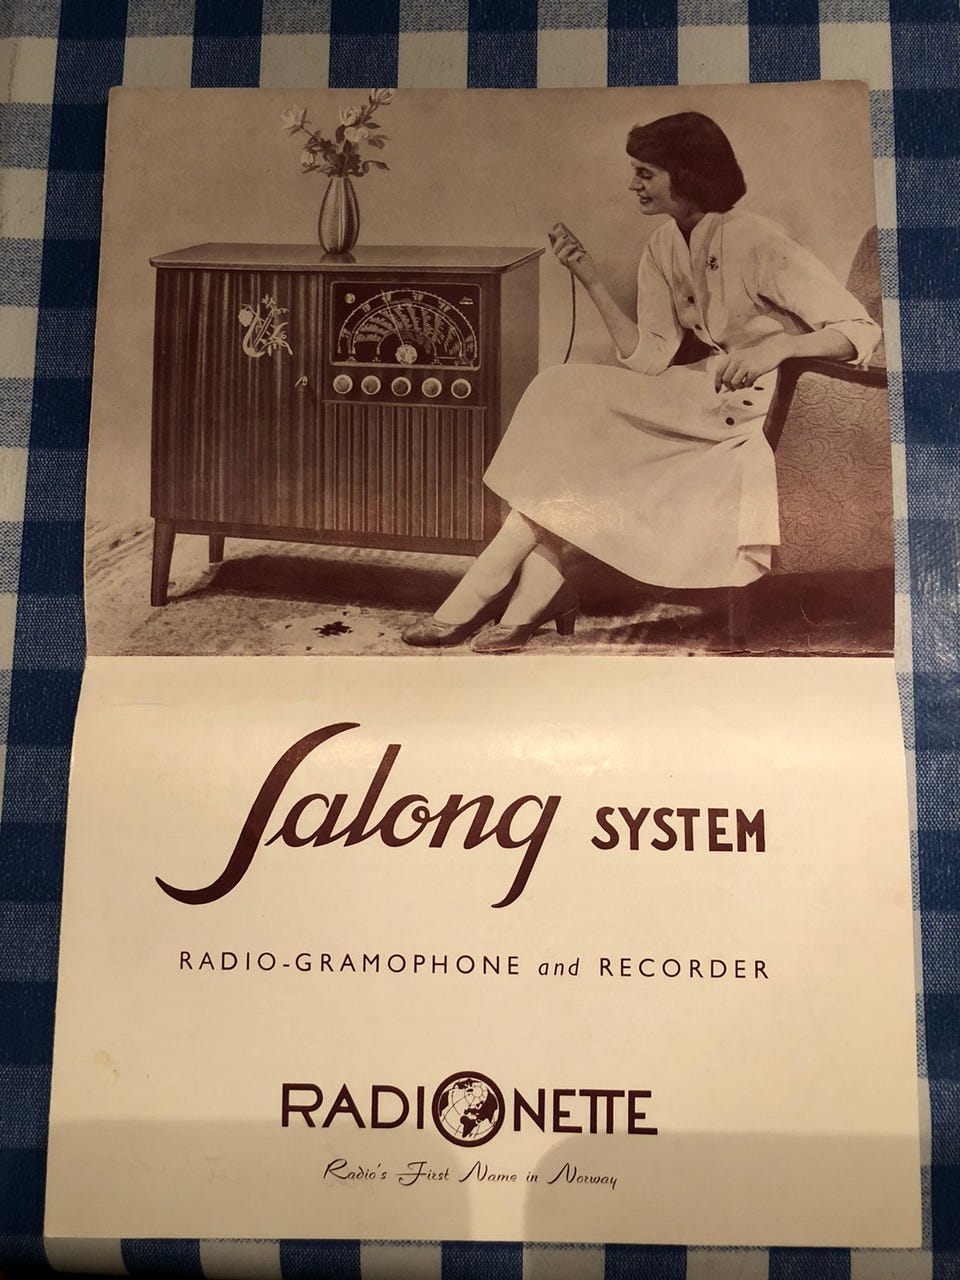 Salong SYSTEM
RADIO-GRAMOPHONE and RECORDER
RADIONETTE
Radio's First Name in Norway